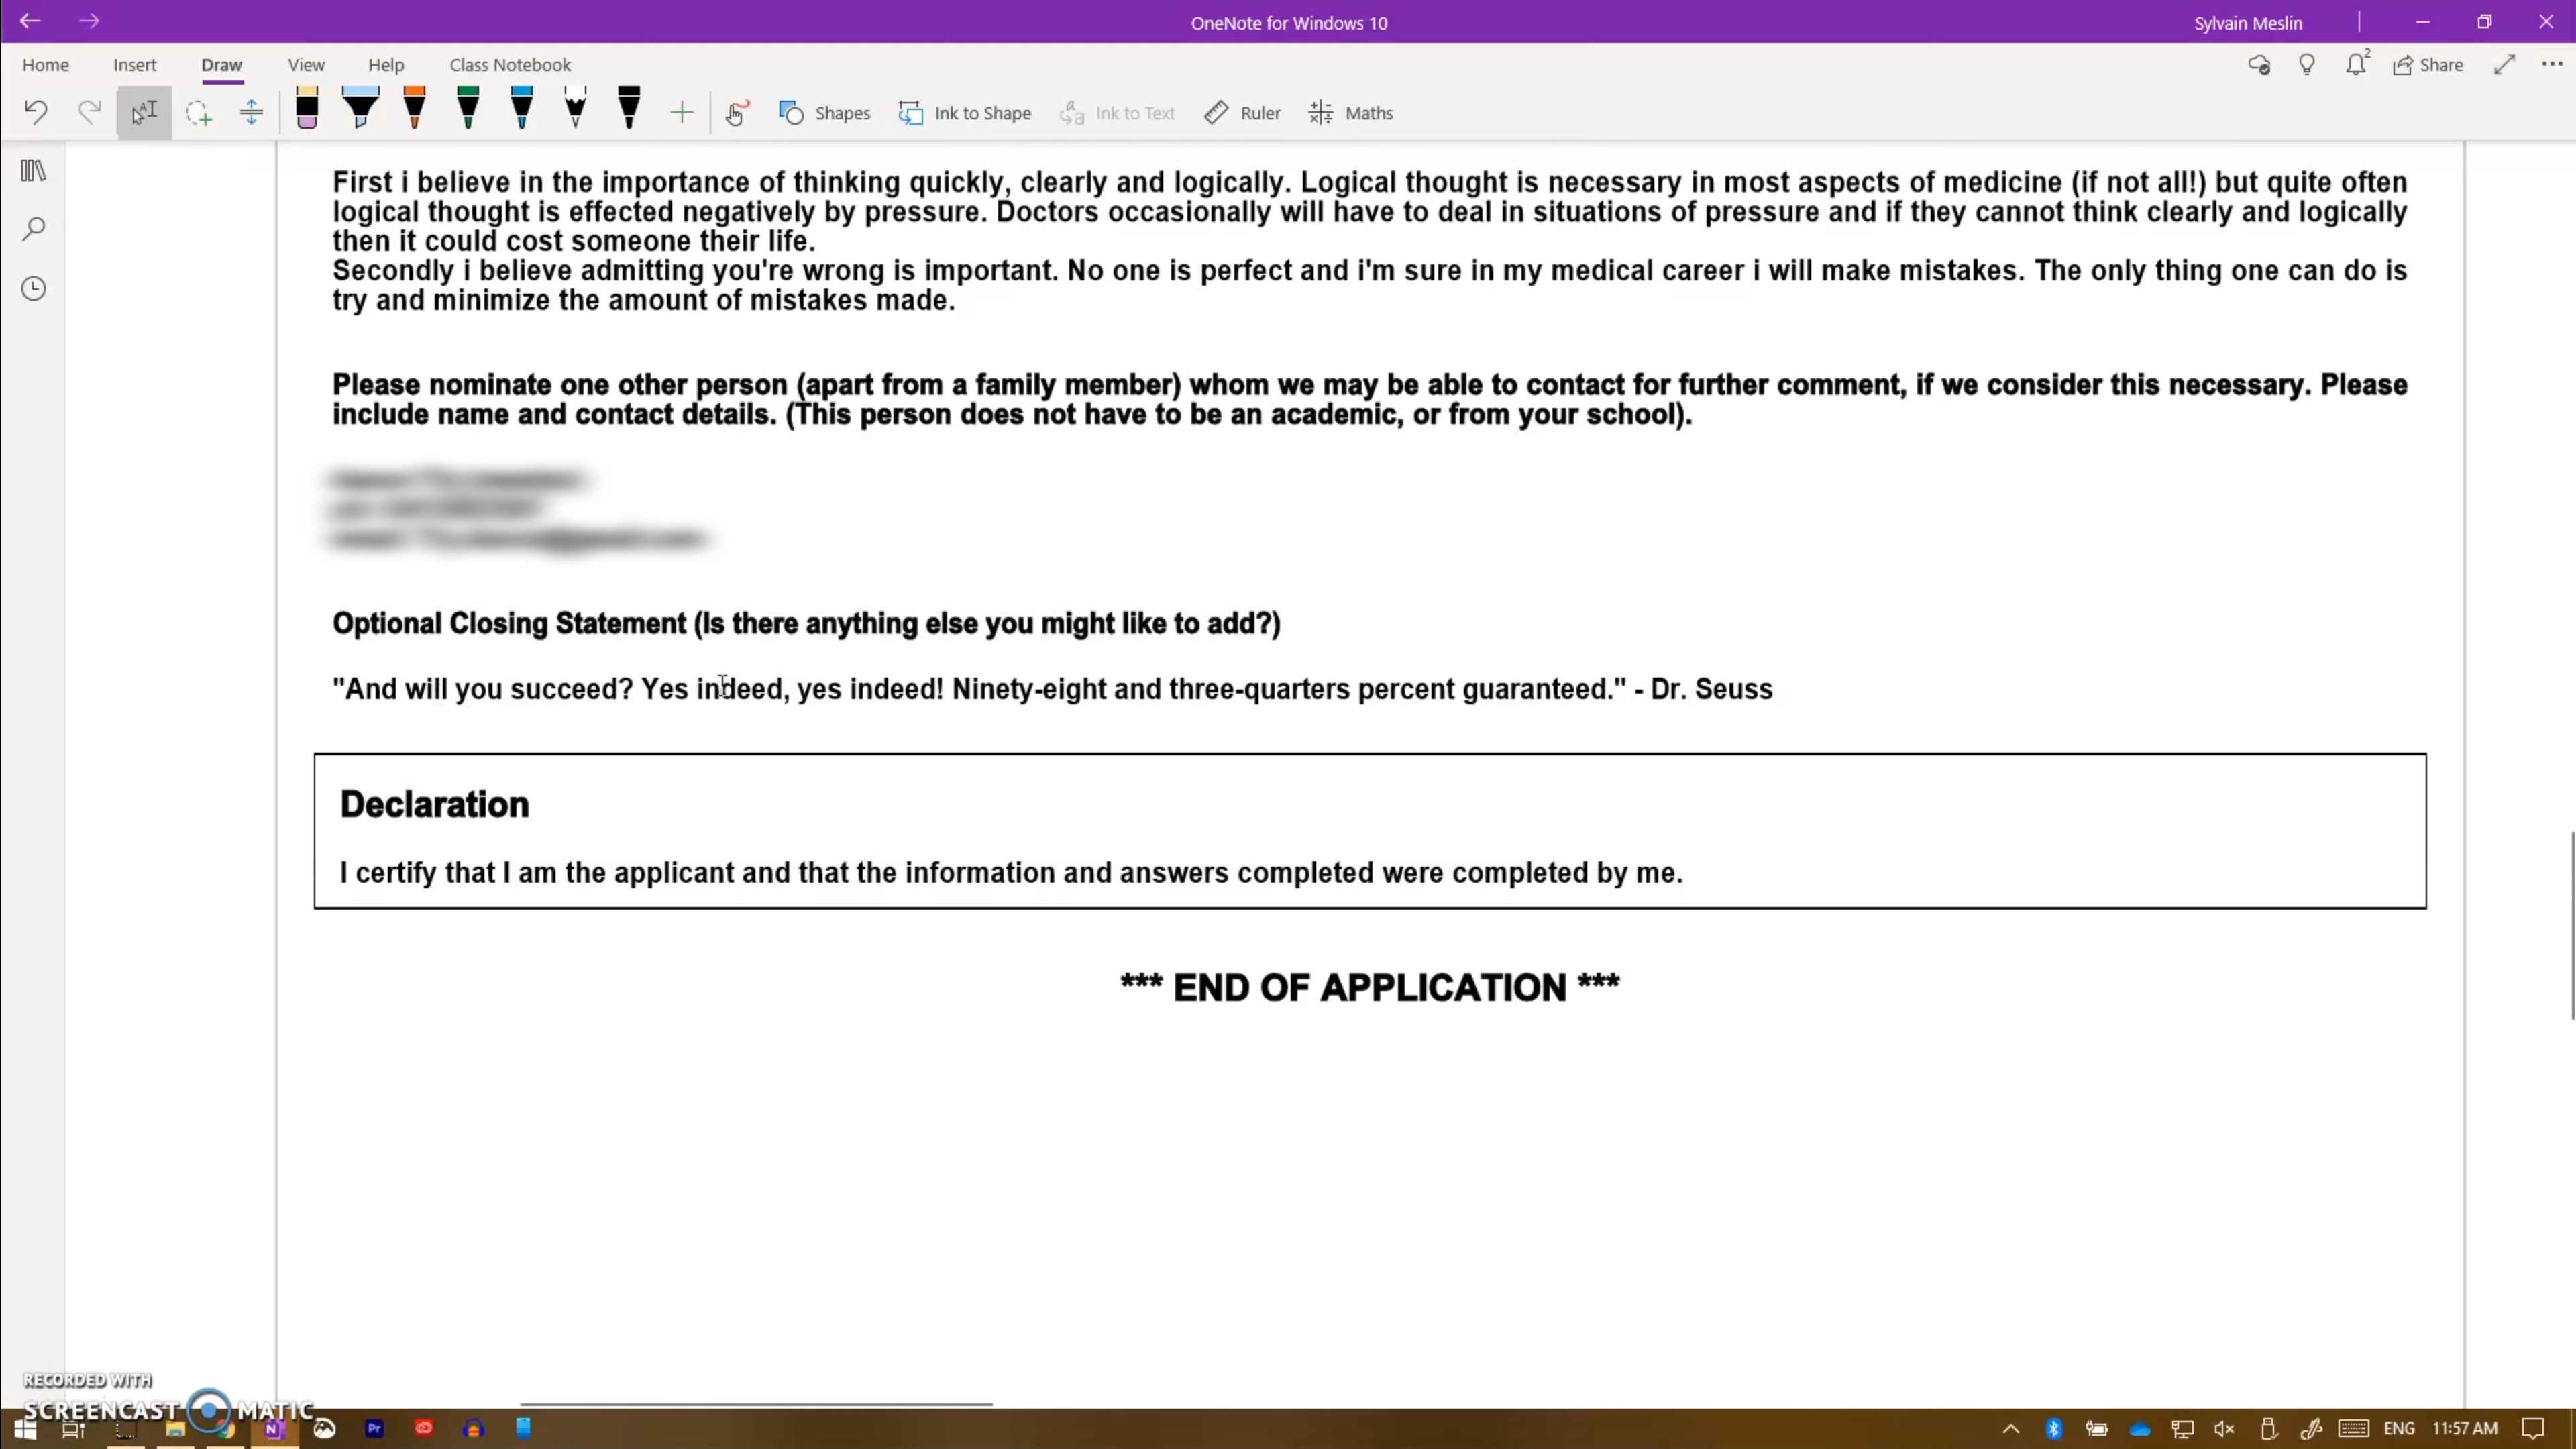 OneNote for Windows 10
Sylvain Meslin
Home Insert Draw View Help Class Notebook
2 Share
Shapes Ink to Shape Ink to Text Ruler Maths
First i believe in the importance of thinking quickly, clearly and logically. Logical thought is necessary in most aspects of medicine (if not all!) but quite often
logical thought is effected negatively by pressure. Doctors occasionally will have to deal in situations of pressure and if they cannot think clearly and logically
then it could cost someone their life.
Secondly i believe admitting you're wrong is important. No one is perfect and i'm sure in my medical career i will make mistakes. The only thing one can do is
try and minimize the amount of mistakes made.
Please nominate one other person (apart from a family member) whom we may be able to contact for further comment, if we consider this necessary. Please
include name and contact details. (This person does not have to be an academic, or from your school).
Optional Closing Statement (Is there anything else you might like to add?)
"And will you succeed? Yes indeed, yes indeed! Ninety-eight and three-quarters percent guaranteed." - Dr. Seuss
Declaration
I certify that I am the applicant and that the information and answers completed were completed by me.
*** END OF APPLICATION ***
RECORDED WITH
SCREENCAST MATIC
ENG 11:57 AM